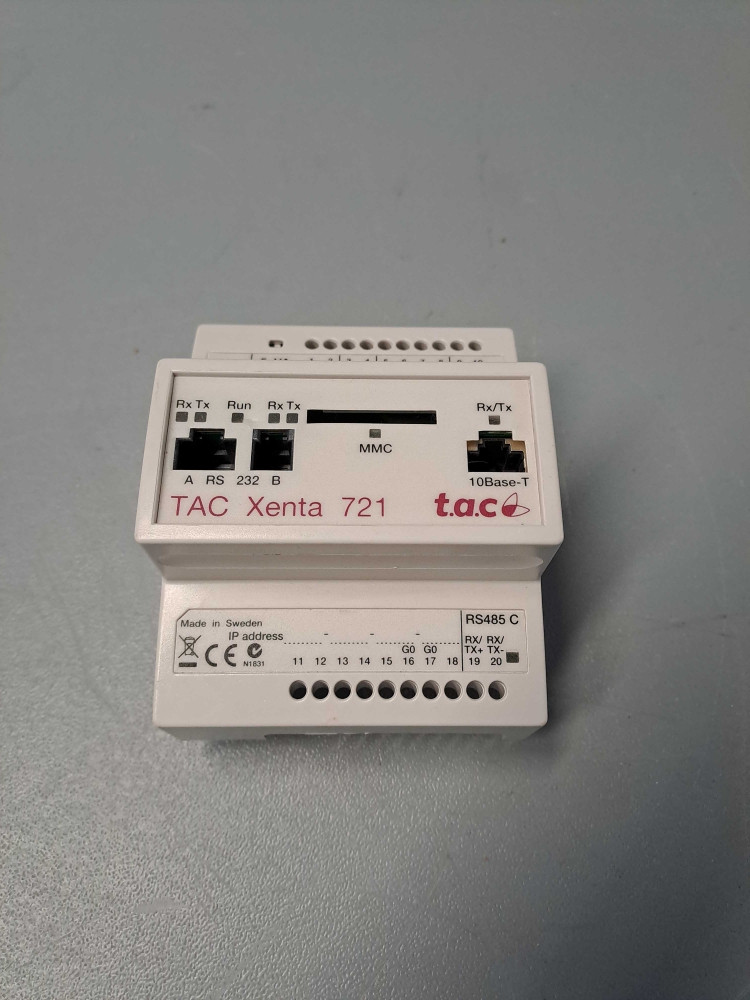 Rx Tx Run Rx Tx Rx/Tx
MMC
A RS 232 B 10Base-T
TAC Xenta 721 t.a.c
Made in Sweden
IP address
N1831
RS485 C
G0 G0
RX/ RX/
TX+ TX-
11 12 13 14 15 16 17 18 19 20